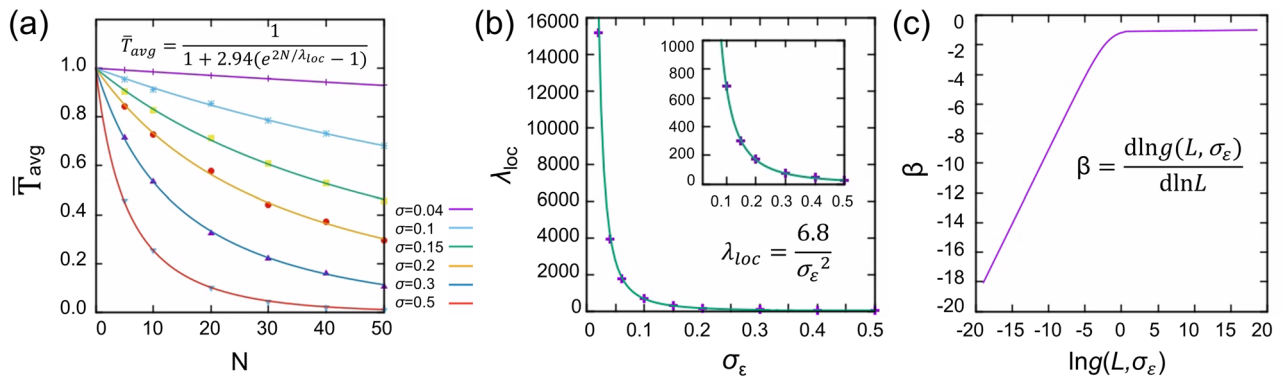 (a)
T̅avg = 1 / (1 + 2.94(e^(2N/λloc) − 1))
T̅avg
1.0
0.8
0.6
0.4
0.2
0.0
0 10 20 30 40 50
N
σ=0.04
σ=0.1
σ=0.15
σ=0.2
σ=0.3
σ=0.5
(b)
λloc
16000
14000
12000
10000
8000
6000
4000
2000
0 0.1 0.2 0.3 0.4 0.5
σε
1000
800
600
400
200
0
0.1 0.2 0.3 0.4 0.5
λloc = 6.8 / σε²
(c)
β
0
-2
-4
-6
-8
-10
-12
-14
-16
-18
-20
-20 -15 -10 -5 0 5 10 15 20
lng(L,σε)
β = dlng(L, σε) / dlnL